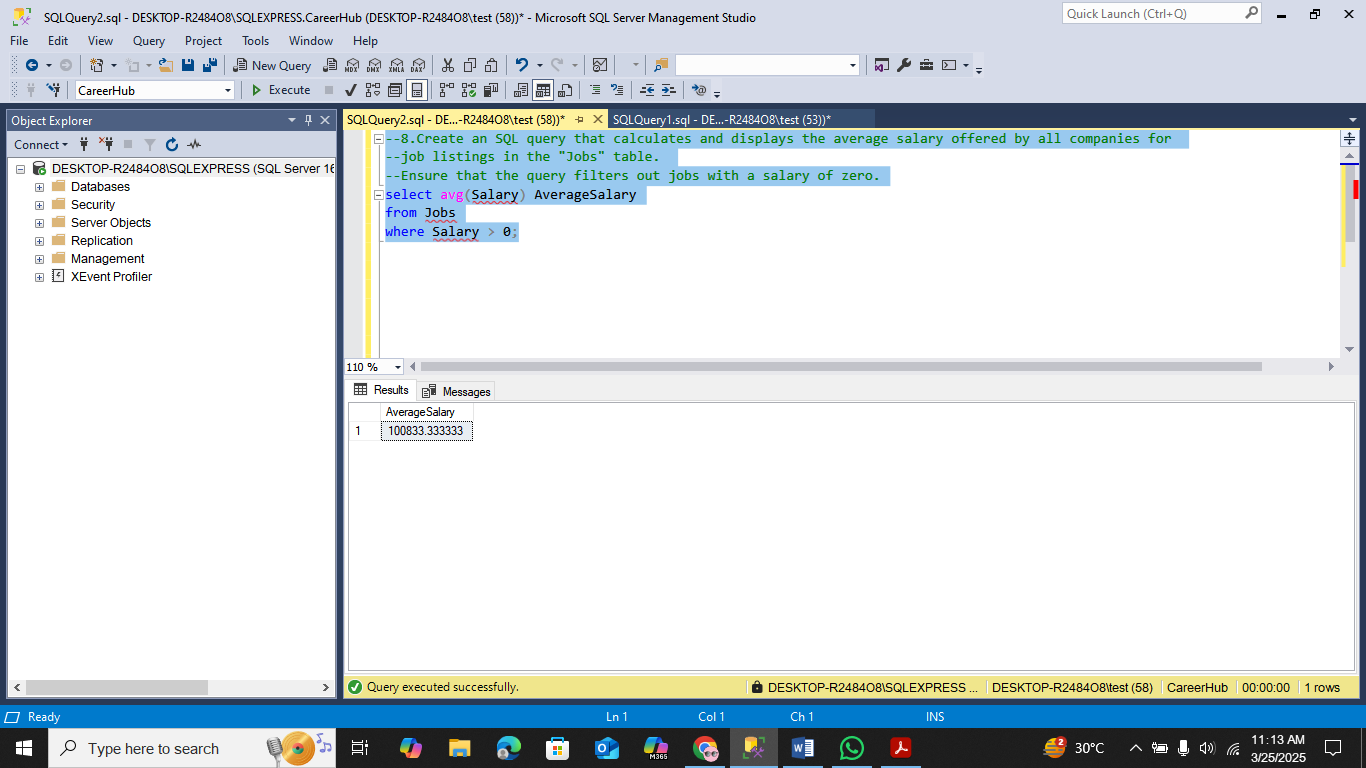 SQLQuery2.sql - DESKTOP-R2484O8\SQLEXPRESS.CareerHub (DESKTOP-R2484O8\test (58))* - Microsoft SQL Server Management Studio
Quick Launch (Ctrl+Q)
File Edit View Query Project Tools Window Help
New Query MDX DMX XMLA DAX
CareerHub Execute
Object Explorer
SQLQuery2.sql - DE...-R2484O8\test (58))* SQLQuery1.sql - DE...-R2484O8\test (53))*
Connect
DESKTOP-R2484O8\SQLEXPRESS (SQL Server 16
Databases
Security
Server Objects
Replication
Management
XEvent Profiler
--8.Create an SQL query that calculates and displays the average salary offered by all companies for
--job listings in the "Jobs" table.
--Ensure that the query filters out jobs with a salary of zero.
select avg(Salary) AverageSalary
from Jobs
where Salary > 0;
110 %
Results Messages
AverageSalary
1 100833.333333
Query executed successfully. DESKTOP-R2484O8\SQLEXPRESS ... DESKTOP-R2484O8\test (58) CareerHub 00:00:00 1 rows
Ready Ln 1 Col 1 Ch 1 INS
Type here to search M365 2 30°C 11:13 AM
3/25/2025